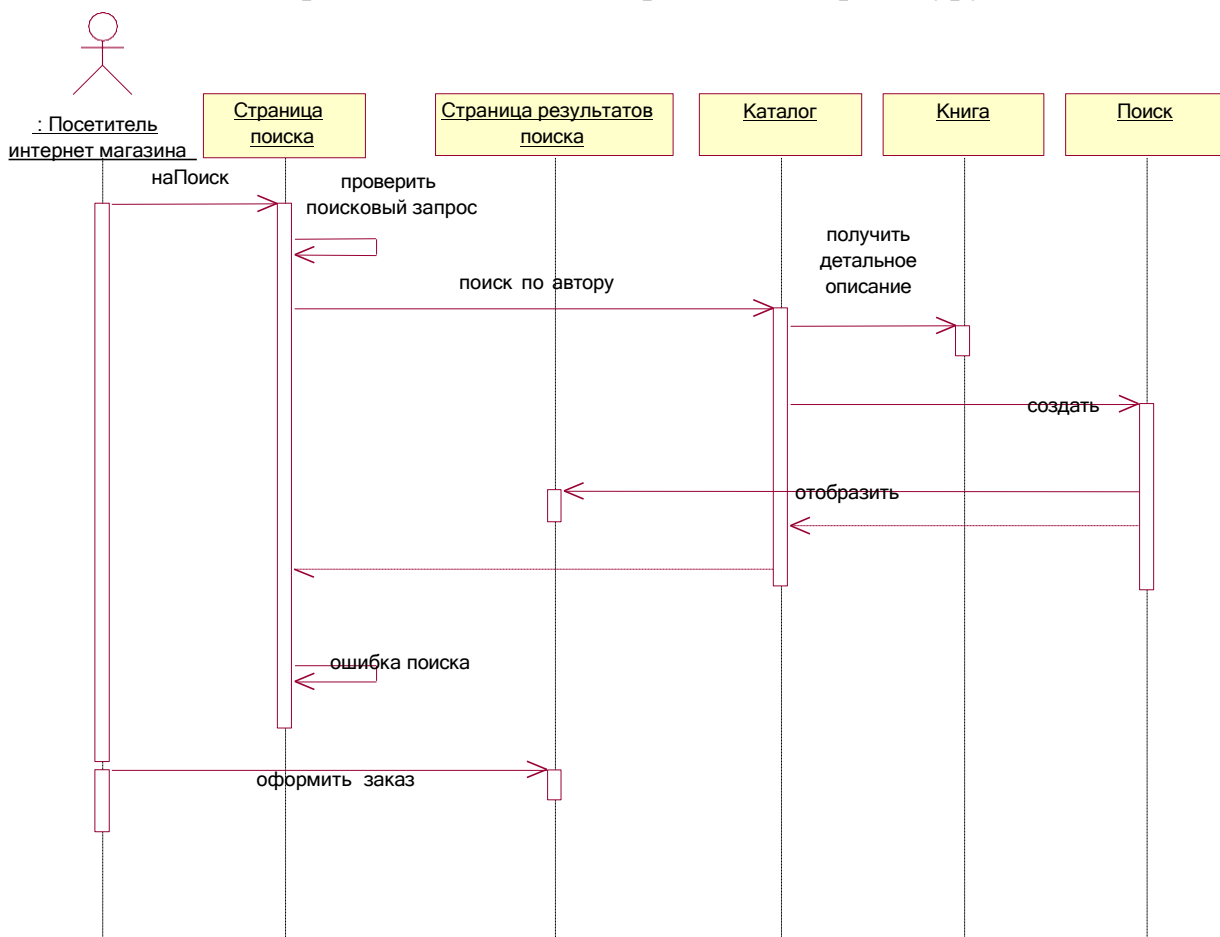 : Посетитель
интернет магазина
Страница
поиска
Страница результатов
поиска
Каталог
Книга
Поиск
наПоиск
проверить
поисковый запрос
получить
детальное
описание
поиск по автору
создать
отобразить
ошибка поиска
оформить заказ